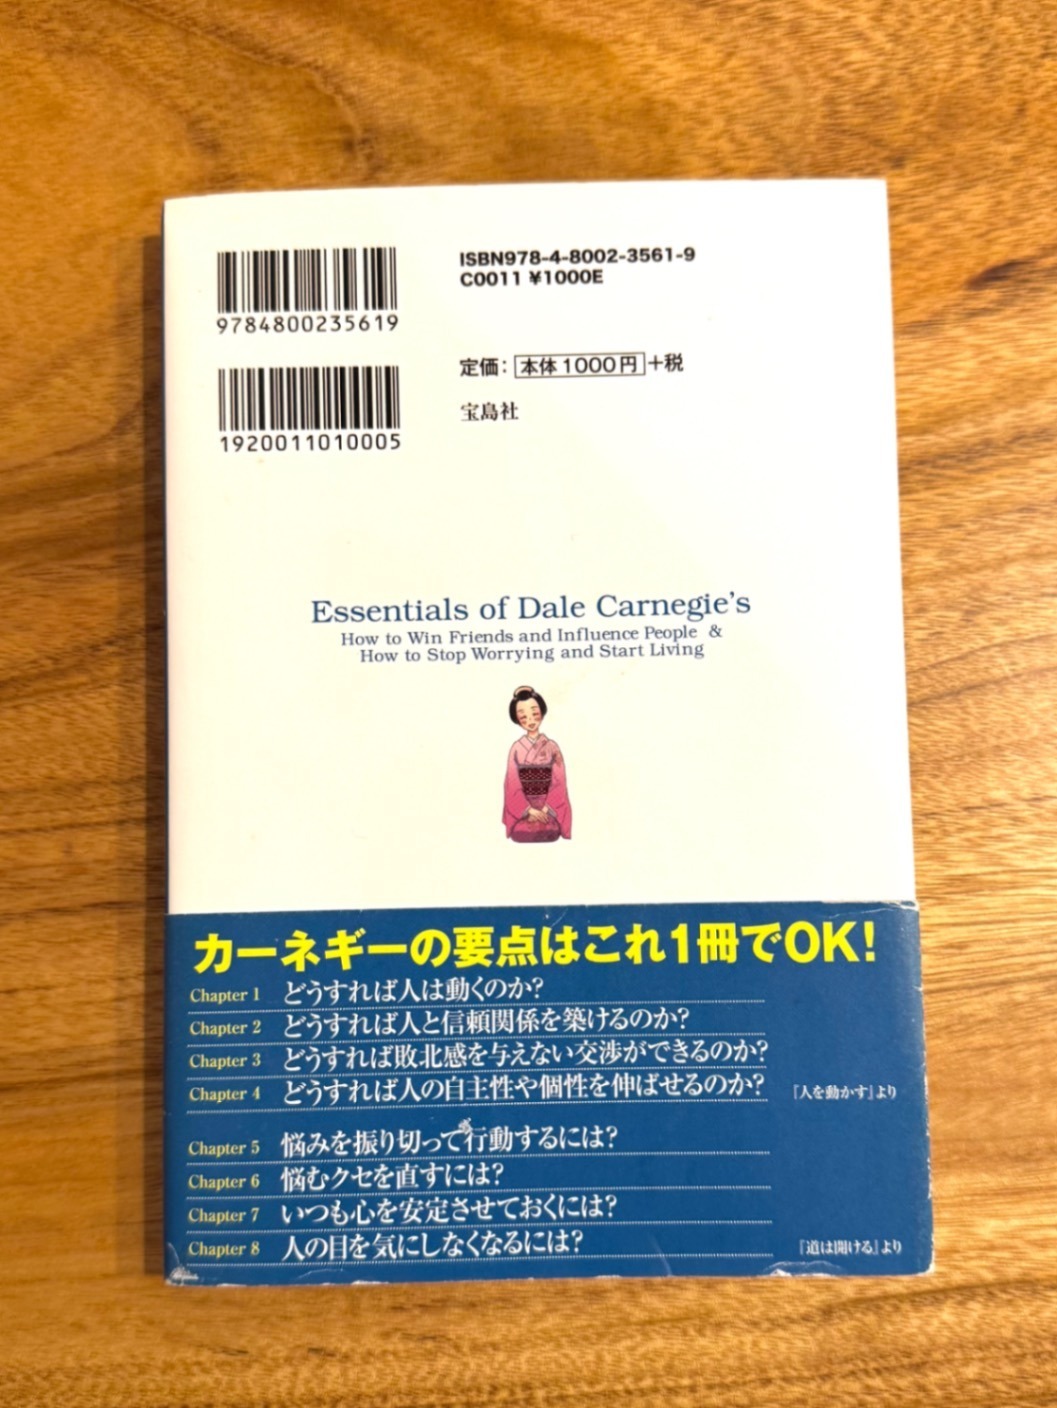 ISBN978-4-8002-3561-9
C0011 ¥1000E
9784800235619
定価：本体1000円+税
宝島社
1920011010005
Essentials of Dale Carnegie's
How to Win Friends and Influence People &
How to Stop Worrying and Start Living
カーネギーの要点はこれ1冊でOK!
Chapter 1 どうすれば人は動くのか?
Chapter 2 どうすれば人と信頼関係を築けるのか?
Chapter 3 どうすれば敗北感を与えない交渉ができるのか?
Chapter 4 どうすれば人の自主性や個性を伸ばせるのか? 『人を動かす』より
Chapter 5 悩みを振り切って行動するには?
Chapter 6 悩むクセを直すには?
Chapter 7 いつも心を安定させておくには?
Chapter 8 人の目を気にしなくなるには? 『道は開ける』より